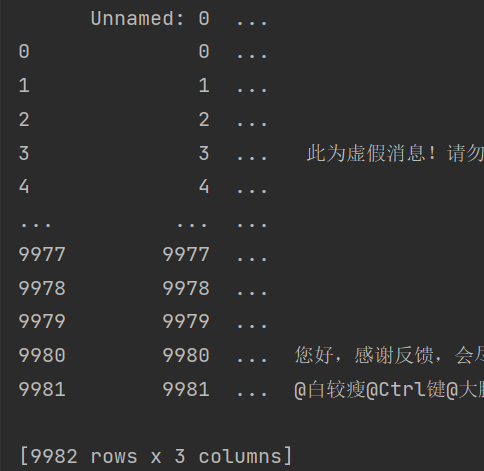 Unnamed: 0 ...
0 0 ...
1 1 ...
2 2 ...
3 3 ... 此为虚假消息！请勿
4 4 ...
... ... ...
9977 9977 ...
9978 9978 ...
9979 9979 ...
9980 9980 ... 您好，感谢反馈，会尽
9981 9981 ... @白较瘦@Ctrl键@大
[9982 rows x 3 columns]